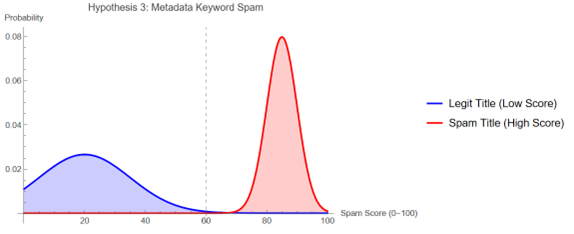 Hypothesis 3: Metadata Keyword Spam
Probability
0.08
0.06
0.04
0.02
20
40
60
80
100
Spam Score (0–100)
Legit Title (Low Score)
Spam Title (High Score)